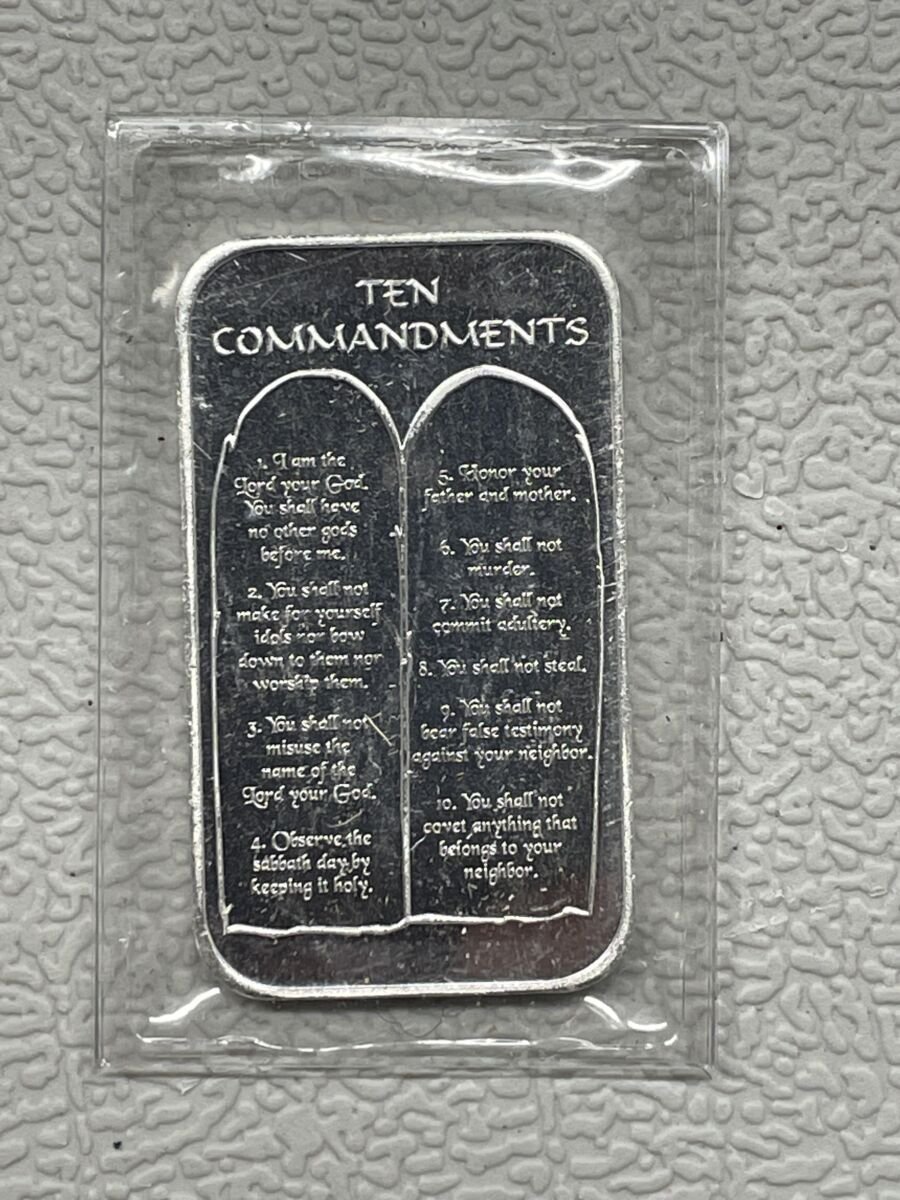 TEN
COMMANDMENTS
1. I am the
Lord your God.
You shall have
no other gods
before me.
2. You shall not
make for yourself
idols nor bow
down to them nor
worship them.
3. You shall not
misuse the
name of the
Lord your God.
4. Observe the
sabbath day by
keeping it holy.
5. Honor your
father and mother.
6. You shall not
murder.
7. You shall not
commit adultery.
8. You shall not steal.
9. You shall not
bear false testimony
against your neighbor.
10. You shall not
covet anything that
belongs to your
neighbor.